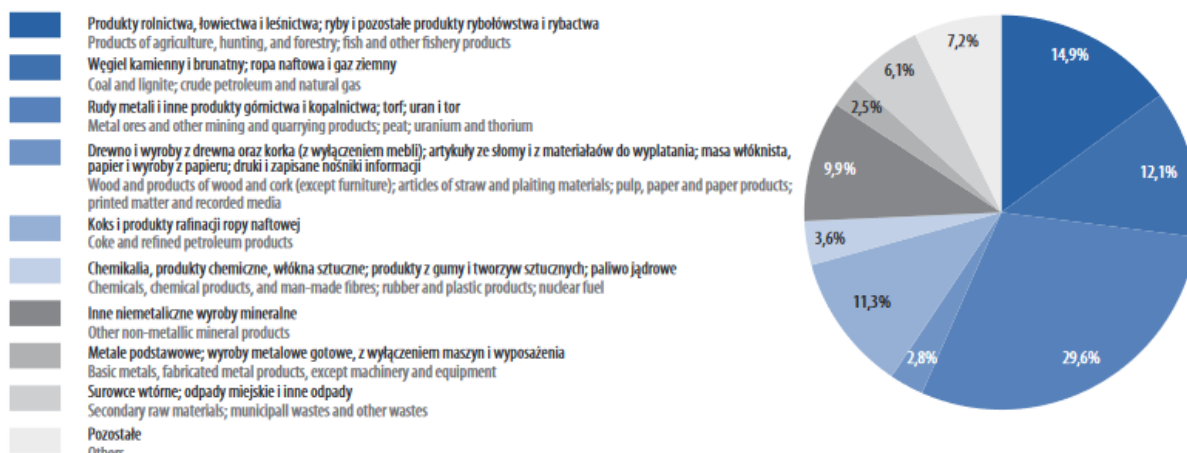 Produkty rolnictwa, łowiectwa i leśnictwa; ryby i pozostałe produkty rybołówstwa i rybactwa
Products of agriculture, hunting, and forestry; fish and other fishery products
Węgiel kamienny i brunatny; ropa naftowa i gaz ziemny
Coal and lignite; crude petroleum and natural gas
Rudy metali i inne produkty górnictwa i kopalnictwa; torf; uran i tor
Metal ores and other mining and quarrying products; peat; uranium and thorium
Drewno i wyroby z drewna oraz korka (z wyłączeniem mebli); artykuły ze słomy i z materiałaów do wyplatania; masa włóknista,
papier i wyroby z papieru; druki i zapisane nośniki informacji
Wood and products of wood and cork (except furniture); articles of straw and plaiting materials; pulp, paper and paper products;
printed matter and recorded media
Koks i produkty rafinacji ropy naftowej
Coke and refined petroleum products
Chemikalia, produkty chemiczne, włókna sztuczne; produkty z gumy i tworzyw sztucznych; paliwo jądrowe
Chemicals, chemical products, and man-made fibres; rubber and plastic products; nuclear fuel
Inne niemetaliczne wyroby mineralne
Other non-metallic mineral products
Metale podstawowe; wyroby metalowe gotowe, z wyłączeniem maszyn i wyposażenia
Basic metals, fabricated metal products, except machinery and equipment
Surowce wtórne; odpady miejskie i inne odpady
Secondary raw materials; municipall wastes and other wastes
Pozostałe
Others
14,9%
12,1%
29,6%
2,8%
11,3%
3,6%
9,9%
2,5%
6,1%
7,2%